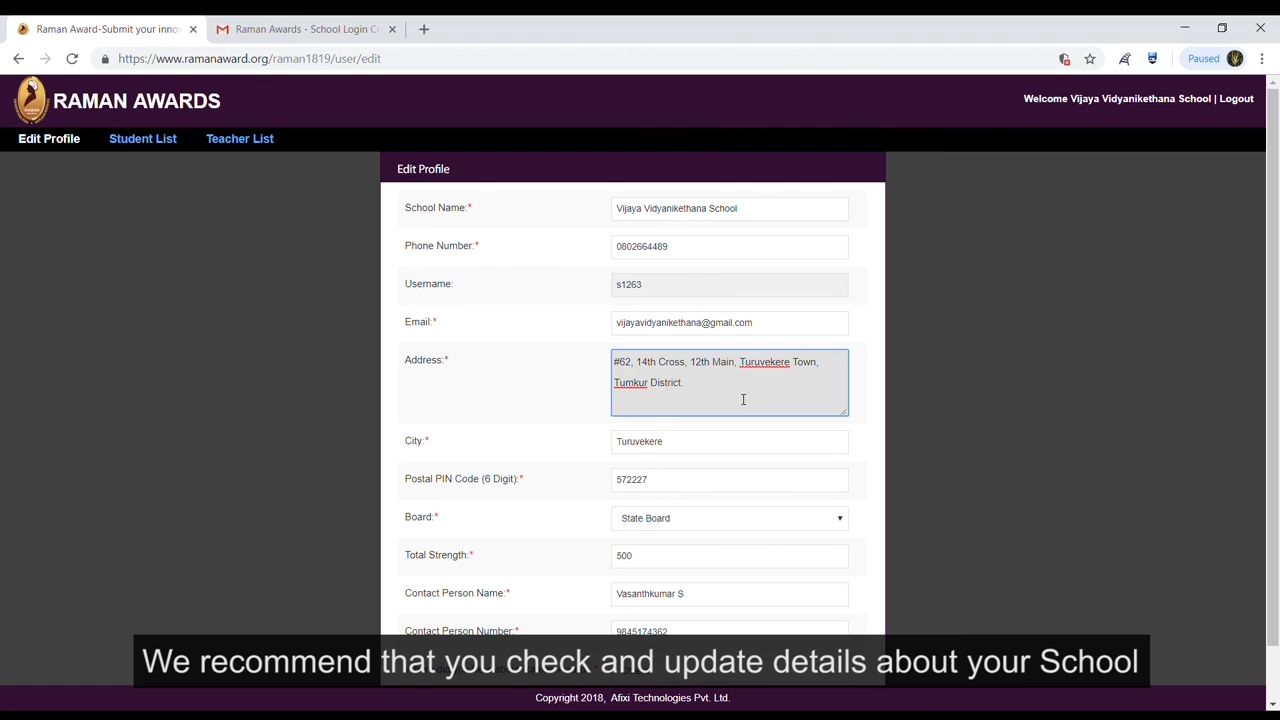 Raman Award-Submit your inno
Raman Awards - School Login C
https://www.ramanaward.org/raman1819/user/edit
Paused
RAMAN AWARDS
Welcome Vijaya Vidyanikethana School | Logout
Edit Profile
Student List
Teacher List
Edit Profile
School Name:*
Vijaya Vidyanikethana School
Phone Number:*
0802664489
Username:
s1263
Email:*
vijayavidyanikethana@gmail.com
Address:*
#62, 14th Cross, 12th Main, Turuvekere Town,
Tumkur District.
City:*
Turuvekere
Postal PIN Code (6 Digit):*
572227
Board:*
State Board
Total Strength:*
500
Contact Person Name:*
Vasanthkumar S
Contact Person Number:*
9845174362
We recommend that you check and update details about your School
Copyright 2018, Afixi Technologies Pvt. Ltd.